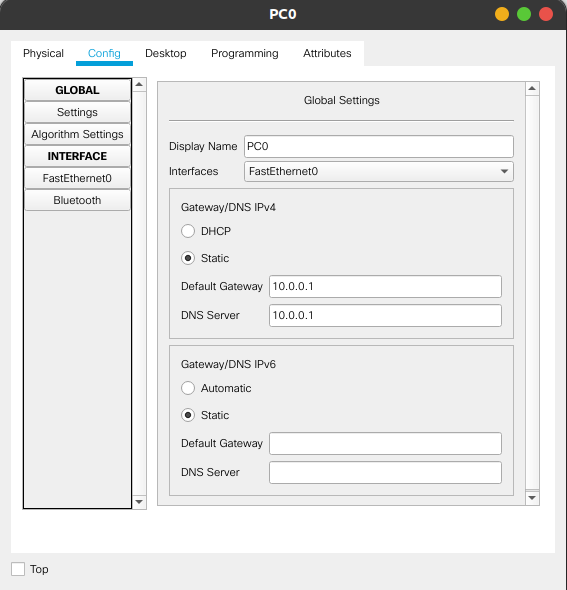 PC0
Physical Config Desktop Programming Attributes
GLOBAL
Settings
Algorithm Settings
INTERFACE
FastEthernet0
Bluetooth
Global Settings
Display Name PC0
Interfaces FastEthernet0
Gateway/DNS IPv4
DHCP
Static
Default Gateway 10.0.0.1
DNS Server 10.0.0.1
Gateway/DNS IPv6
Automatic
Static
Default Gateway
DNS Server
Top